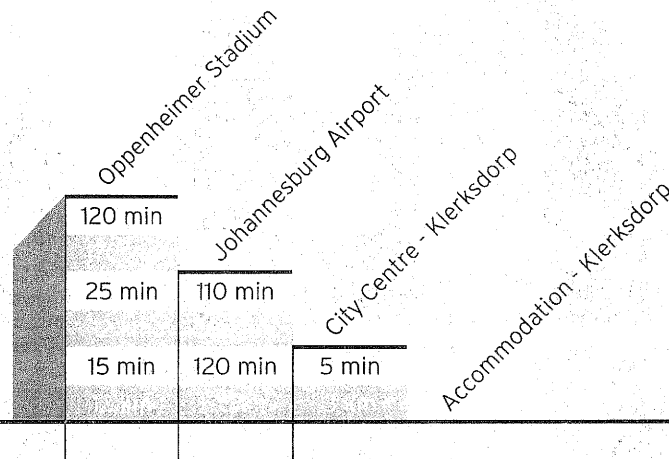 Oppenheimer Stadium
120 min
Johannesburg Airport
25 min 110 min
City Centre - Klerksdorp
15 min 120 min 5 min
Accommodation - Klerksdorp